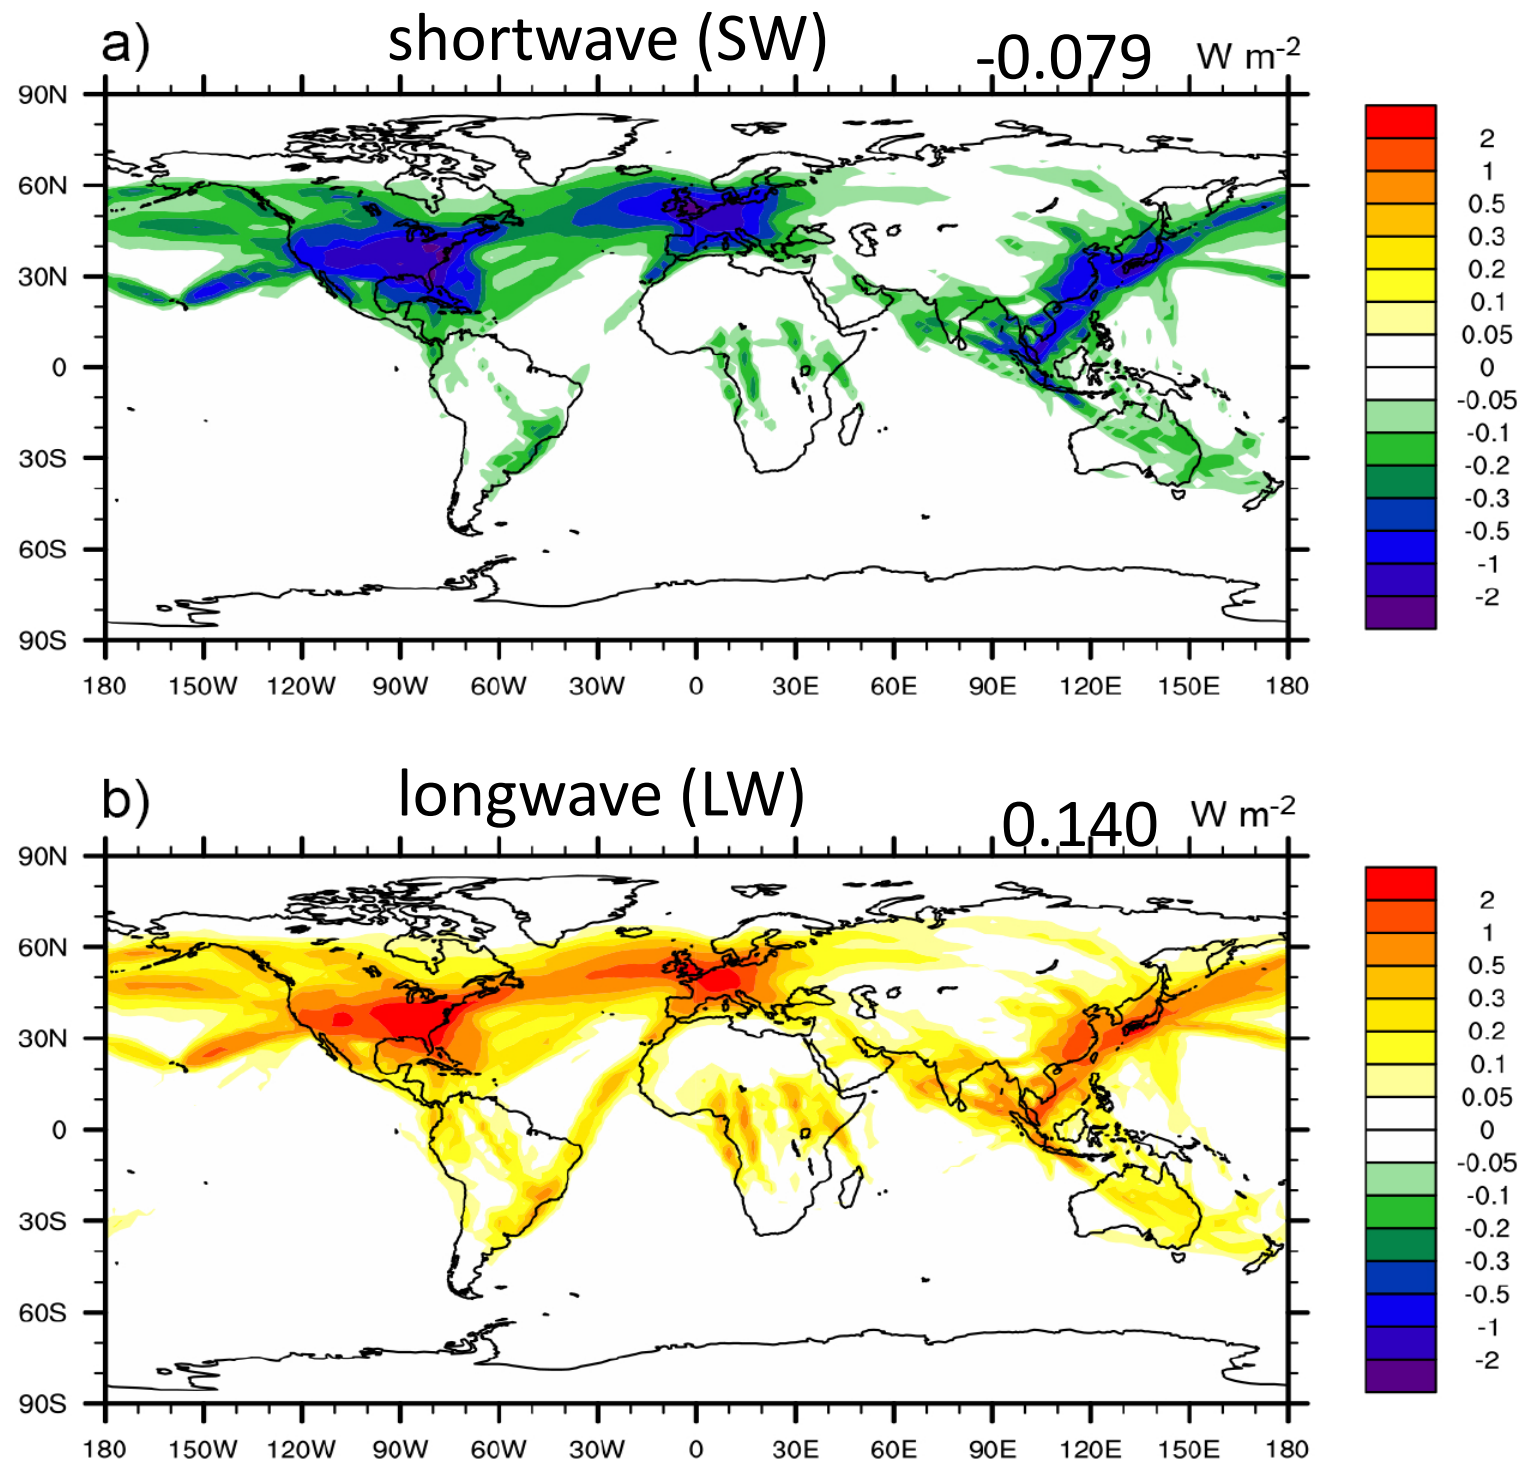 a) shortwave (SW) -0.079 W m-2
90N
60N
30N
0
30S
60S
90S
180 150W 120W 90W 60W 30W 0 30E 60E 90E 120E 150E 180
2
1
0.5
0.3
0.2
0.1
0.05
0
-0.05
-0.1
-0.2
-0.3
-0.5
-1
-2
b) longwave (LW) 0.140 W m-2
90N
60N
30N
0
30S
60S
90S
180 150W 120W 90W 60W 30W 0 30E 60E 90E 120E 150E 180
2
1
0.5
0.3
0.2
0.1
0.05
0
-0.05
-0.1
-0.2
-0.3
-0.5
-1
-2